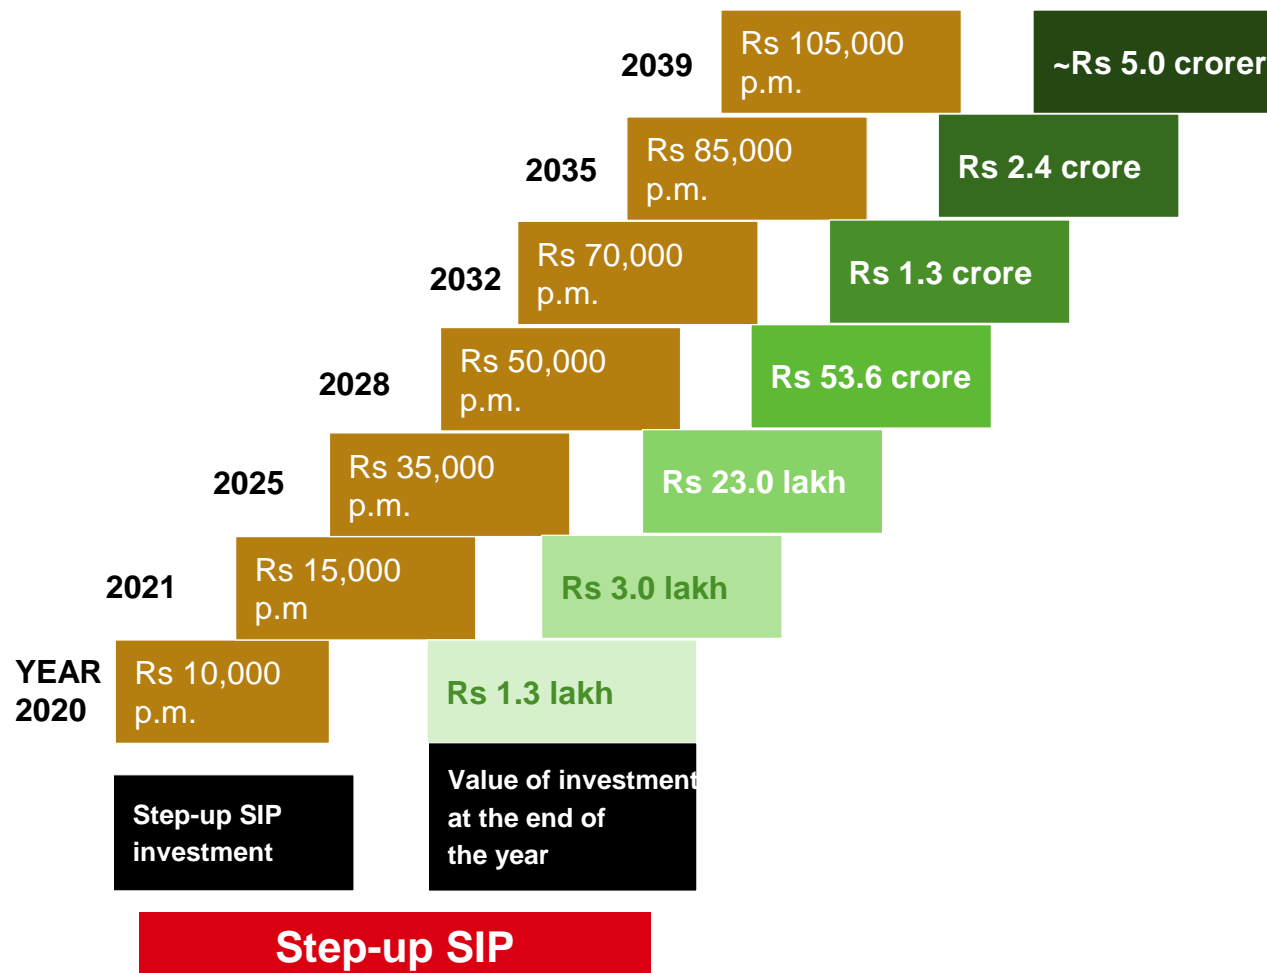 2039
Rs 105,000
p.m.
~Rs 5.0 crorer
2035
Rs 85,000
p.m.
Rs 2.4 crore
2032
Rs 70,000
p.m.
Rs 1.3 crore
2028
Rs 50,000
p.m.
Rs 53.6 crore
2025
Rs 35,000
p.m.
Rs 23.0 lakh
2021
Rs 15,000
p.m
Rs 3.0 lakh
YEAR
2020
Rs 10,000
p.m.
Rs 1.3 lakh
Step-up SIP
investment
Value of investment
at the end of
the year
Step-up SIP